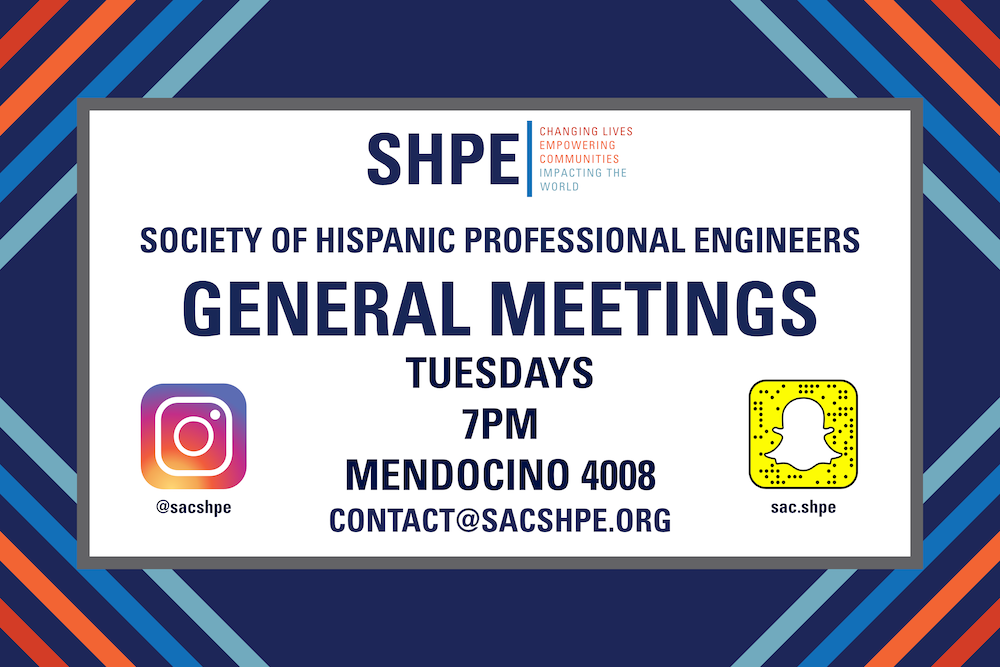 SHPE
CHANGING LIVES
EMPOWERING
COMMUNITIES
IMPACTING THE
WORLD
SOCIETY OF HISPANIC PROFESSIONAL ENGINEERS
GENERAL MEETINGS
TUESDAYS
7PM
MENDOCINO 4008
CONTACT@SACSHPE.ORG
@sacshpe
sac.shpe